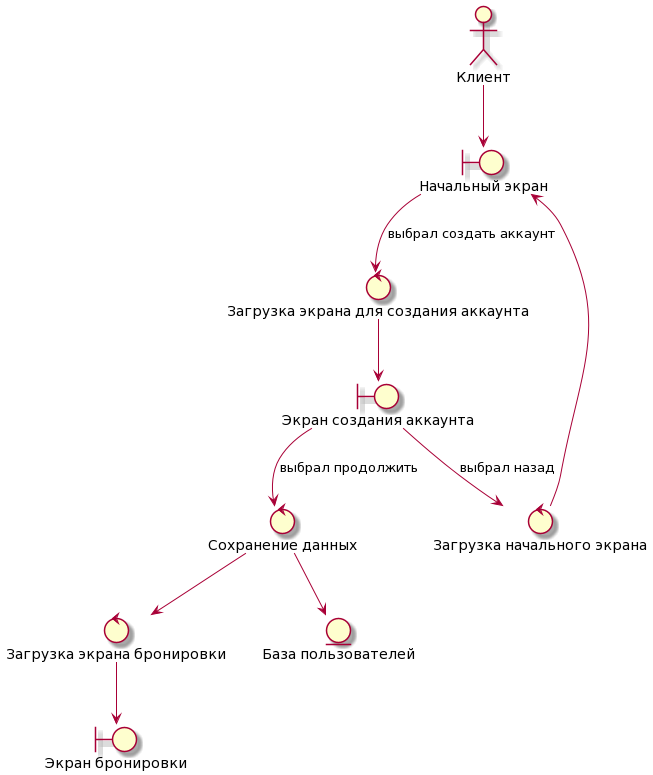 Клиент
Начальный экран
выбрал создать аккаунт
Загрузка экрана для создания аккаунта
Экран создания аккаунта
выбрал продолжить
выбрал назад
Сохранение данных
Загрузка начального экрана
Загрузка экрана бронировки
База пользователей
Экран бронировки